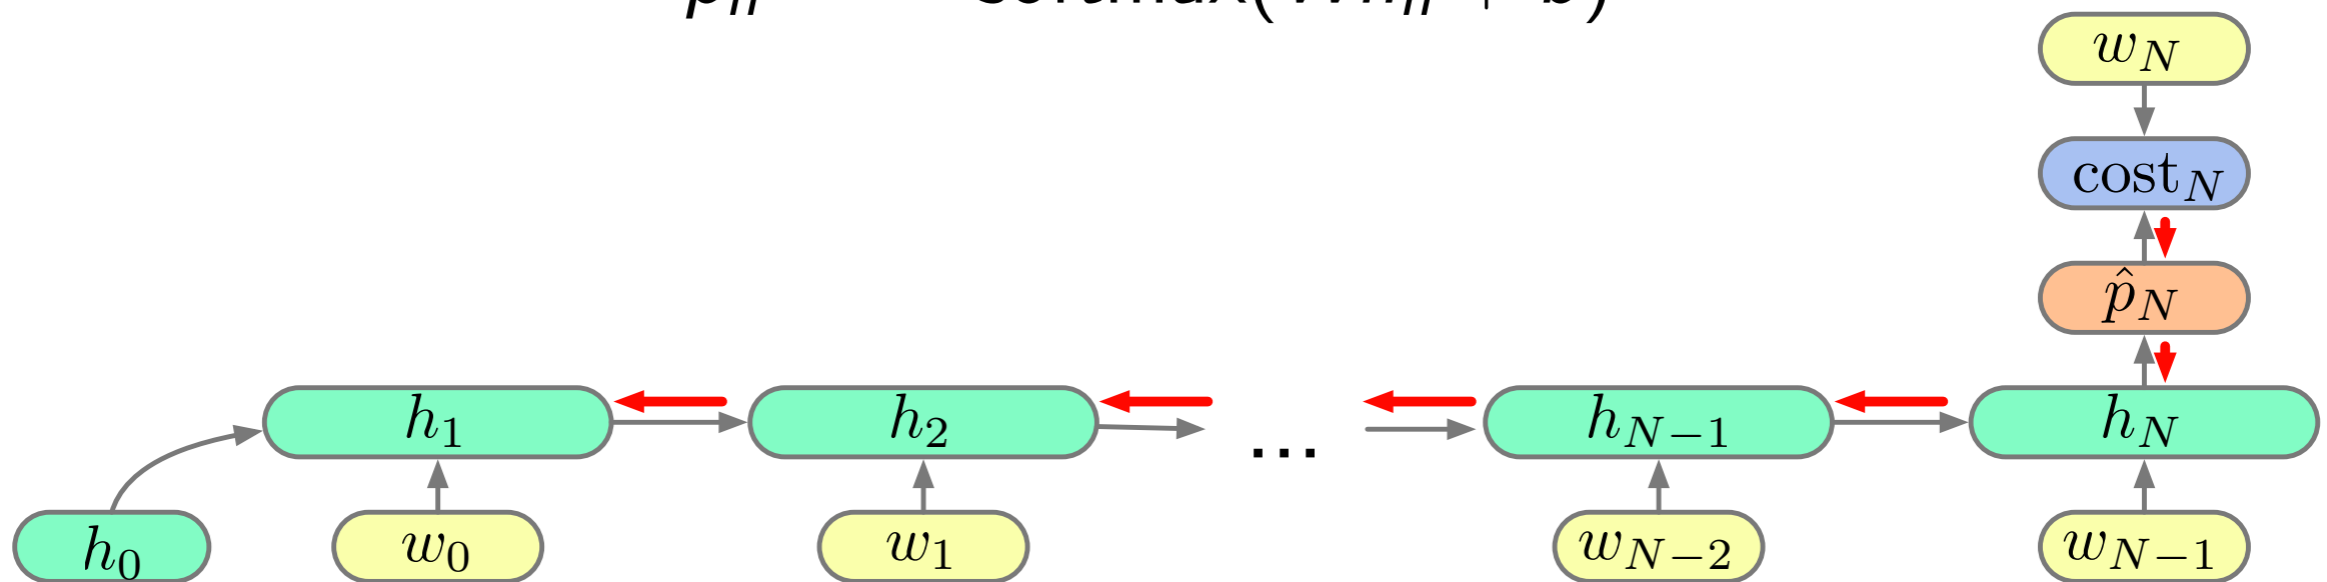 w_N
cost_N
p̂_N
h_1 h_2 ... h_{N−1} h_N
h_0 w_0 w_1 w_{N−2} w_{N−1}